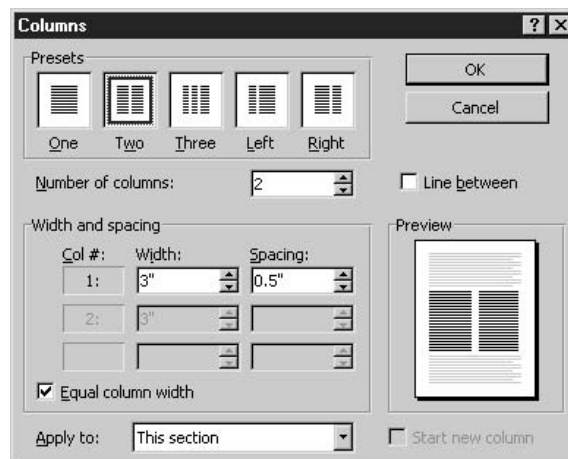 Columns
Presets
One Two Three Left Right
OK
Cancel
Number of columns: 2
Line between
Width and spacing
Col #: Width: Spacing:
1: 3" 0.5"
2: 3"
Equal column width
Preview
Apply to: This section
Start new column